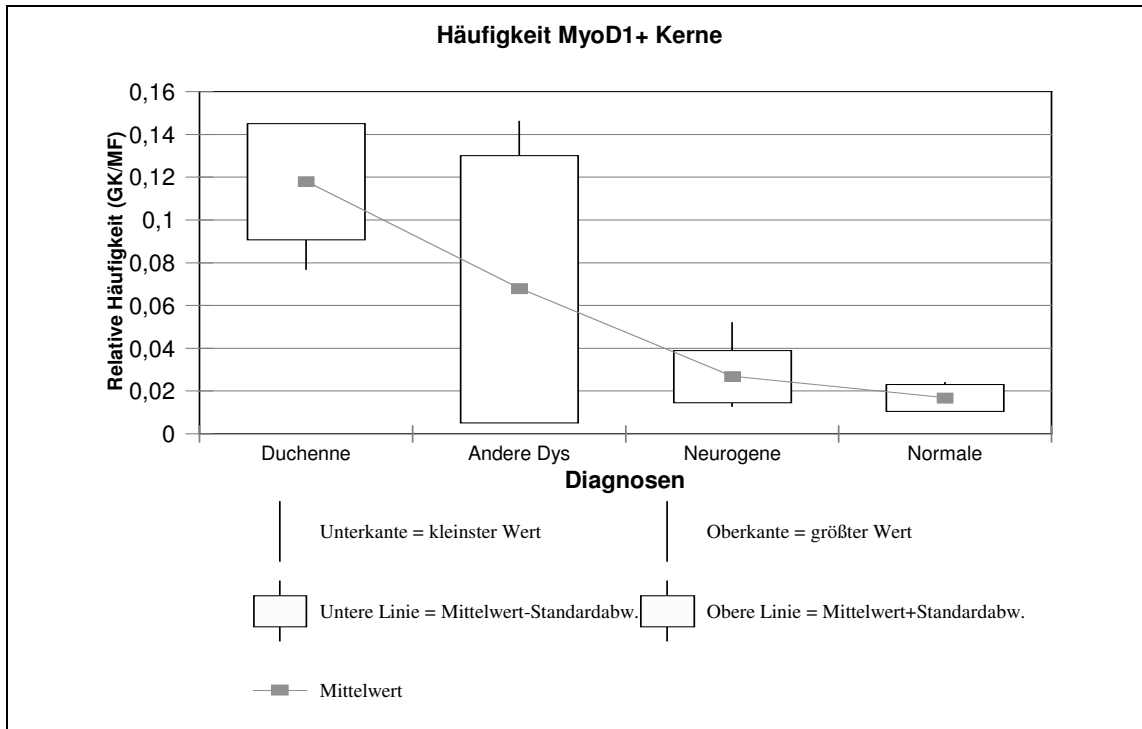 Häufigkeit MyoD1+ Kerne
Relative Häufigkeit (GK/MF)
0,16
0,14
0,12
0,1
0,08
0,06
0,04
0,02
0
Duchenne Andere Dys Neurogene Normale
Diagnosen
Unterkante = kleinster Wert Oberkante = größter Wert
Untere Linie = Mittelwert-Standardabw. Obere Linie = Mittelwert+Standardabw.
Mittelwert